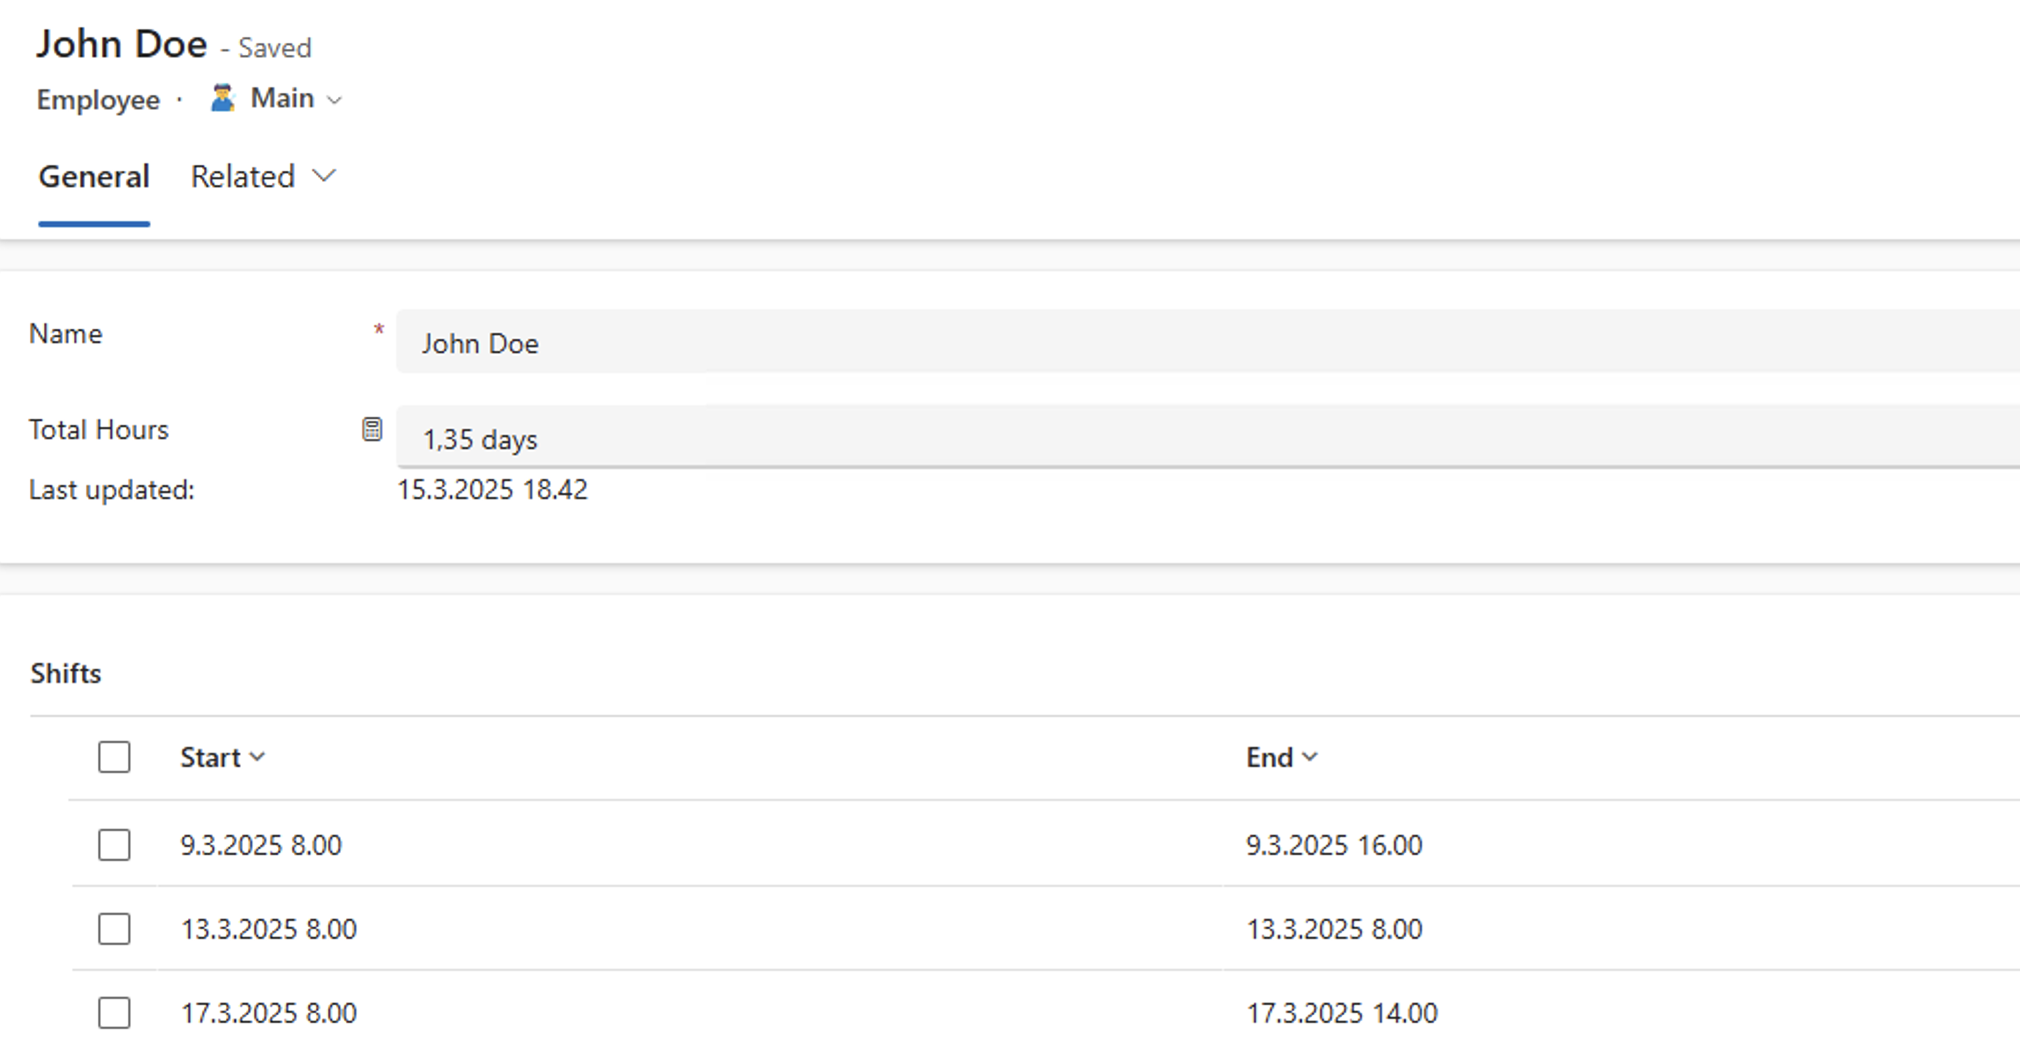 John Doe - Saved
Employee · Main
General Related
Name * John Doe
Total Hours 1,35 days
Last updated: 15.3.2025 18.42
Shifts
Start End
9.3.2025 8.00 9.3.2025 16.00
13.3.2025 8.00 13.3.2025 8.00
17.3.2025 8.00 17.3.2025 14.00